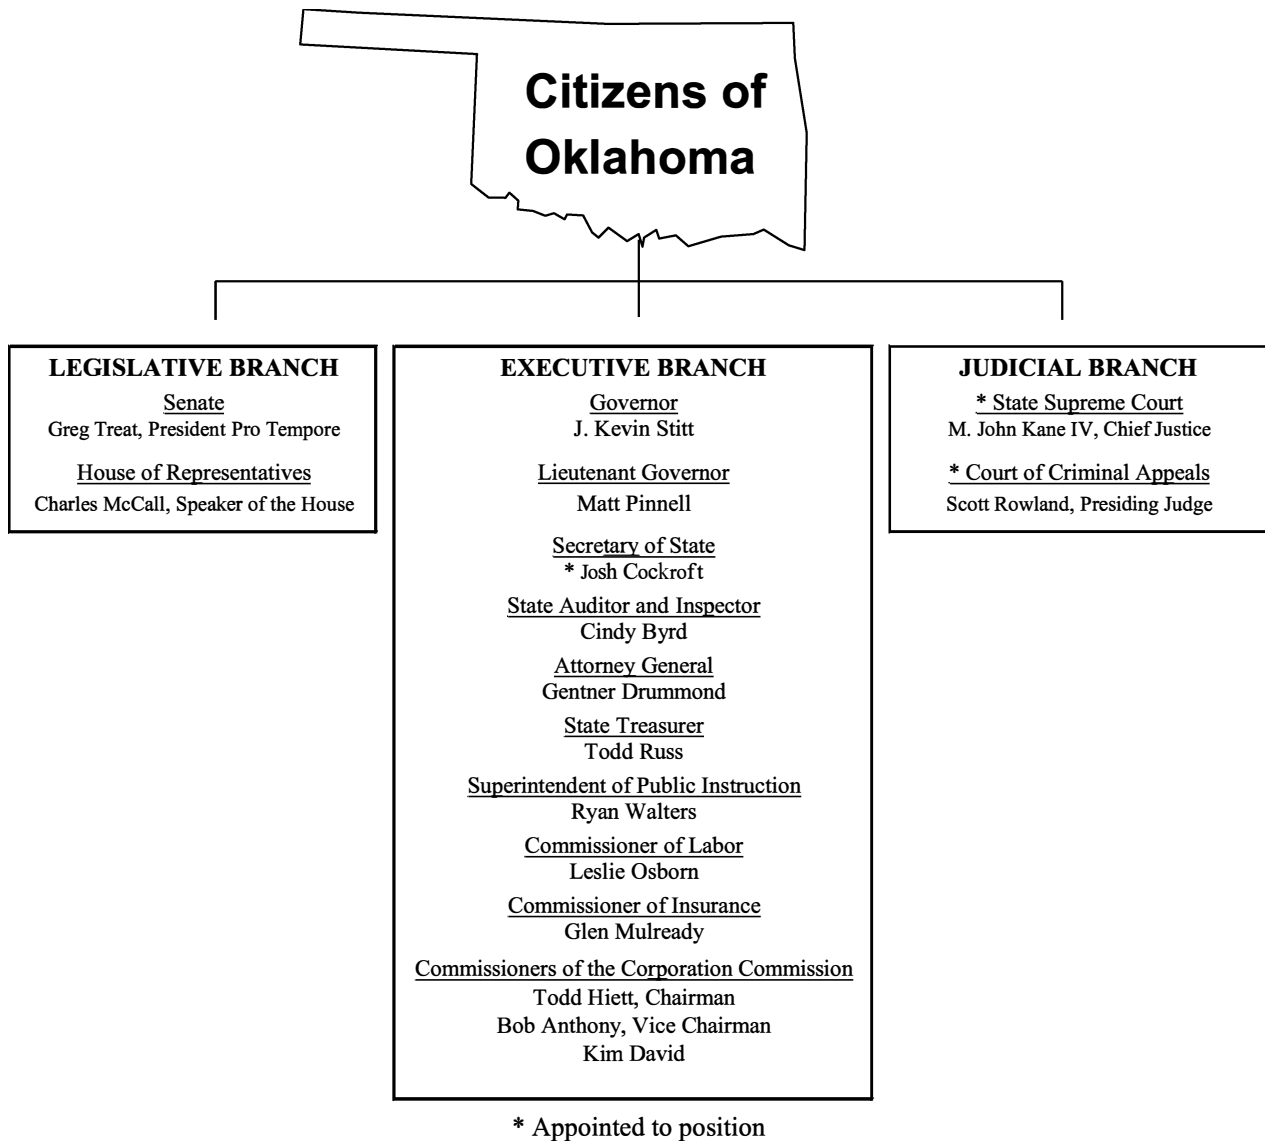 Citizens of
Oklahoma
LEGISLATIVE BRANCH
Senate
Greg Treat, President Pro Tempore
House of Representatives
Charles McCall, Speaker of the House
EXECUTIVE BRANCH
Governor
J. Kevin Stitt
Lieutenant Governor
Matt Pinnell
Secretary of State
* Josh Cockroft
State Auditor and Inspector
Cindy Byrd
Attorney General
Gentner Drummond
State Treasurer
Todd Russ
Superintendent of Public Instruction
Ryan Walters
Commissioner of Labor
Leslie Osborn
Commissioner of Insurance
Glen Mulready
Commissioners of the Corporation Commission
Todd Hiett, Chairman
Bob Anthony, Vice Chairman
Kim David
JUDICIAL BRANCH
* State Supreme Court
M. John Kane IV, Chief Justice
* Court of Criminal Appeals
Scott Rowland, Presiding Judge
* Appointed to position